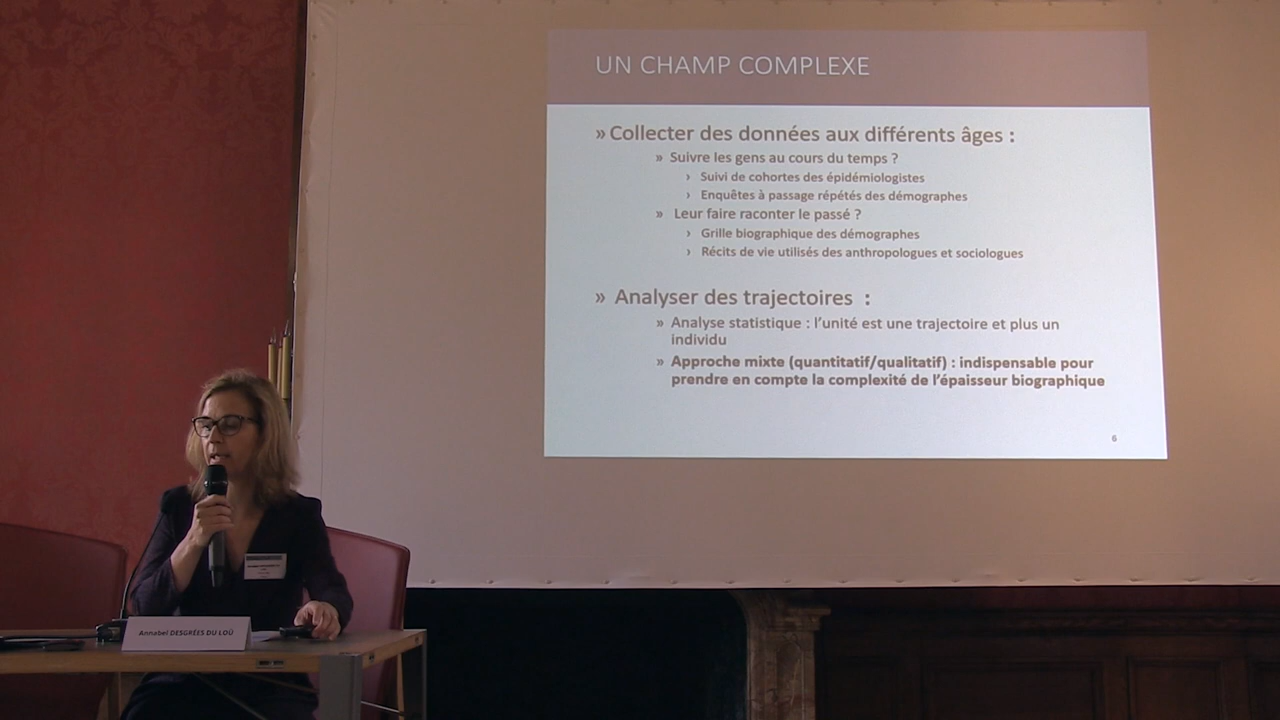 UN CHAMP COMPLEXE
» Collecter des données aux différents âges :
» Suivre les gens au cours du temps ?
› Suivi de cohortes des épidémiologistes
› Enquêtes à passage répétés des démographes
» Leur faire raconter le passé ?
› Grille biographique des démographes
› Récits de vie utilisés des anthropologues et sociologues
» Analyser des trajectoires :
» Analyse statistique : l'unité est une trajectoire et plus un
individu
» Approche mixte (quantitatif/qualitatif) : indispensable pour
prendre en compte la complexité de l'épaisseur biographique
6
Annabel DESGRÉES DU LOÛ